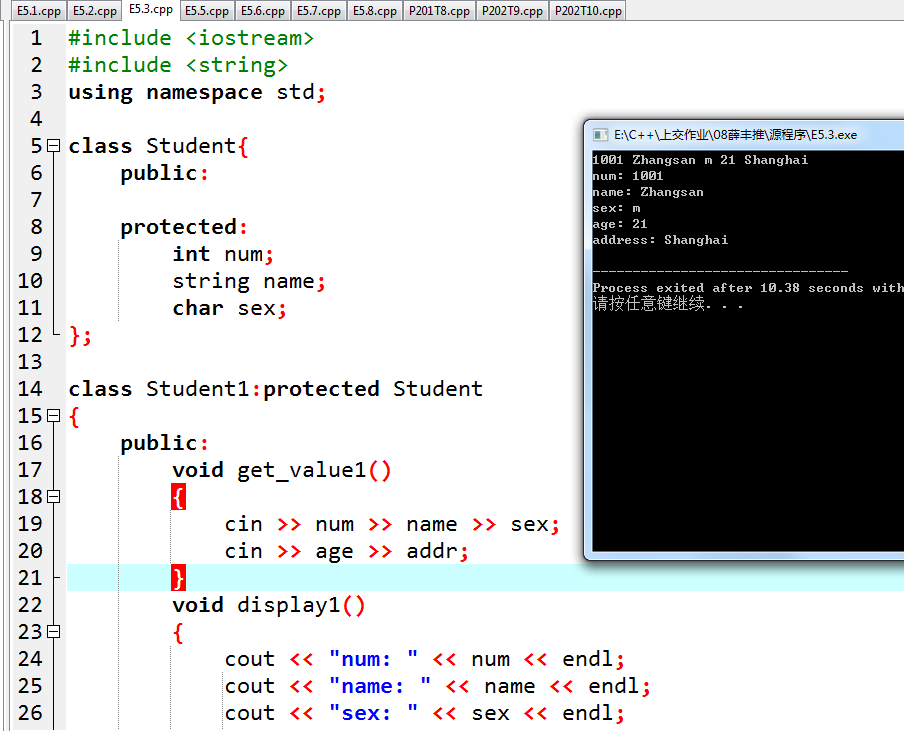 E5.1.cpp E5.2.cpp E5.3.cpp E5.5.cpp E5.6.cpp E5.7.cpp E5.8.cpp P201T8.cpp P202T9.cpp P202T10.cpp
1 #include <iostream>
2 #include <string>
3 using namespace std;
4
5 class Student{
6 public:
7
8 protected:
9 int num;
10 string name;
11 char sex;
12 };
13
14 class Student1:protected Student
15 {
16 public:
17 void get_value1()
18 {
19 cin >> num >> name >> sex;
20 cin >> age >> addr;
21 }
22 void display1()
23 {
24 cout << "num: " << num << endl;
25 cout << "name: " << name << endl;
26 cout << "sex: " << sex << endl;
E:\C++\上交作业\08薛丰推\源程序\E5.3.exe
1001 Zhangsan m 21 Shanghai
num: 1001
name: Zhangsan
sex: m
age: 21
address: Shanghai
--------------------------------
Process exited after 10.38 seconds with
请按任意键继续. . .